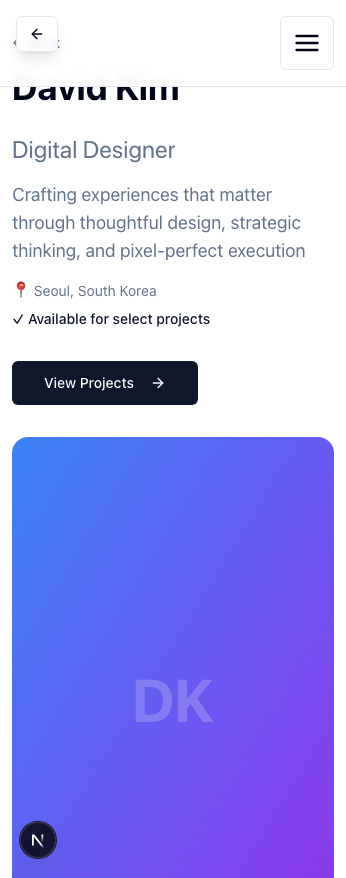 David Kim
Digital Designer
Crafting experiences that matter
through thoughtful design, strategic
thinking, and pixel-perfect execution
📍 Seoul, South Korea
✓ Available for select projects
View Projects →
DK
N